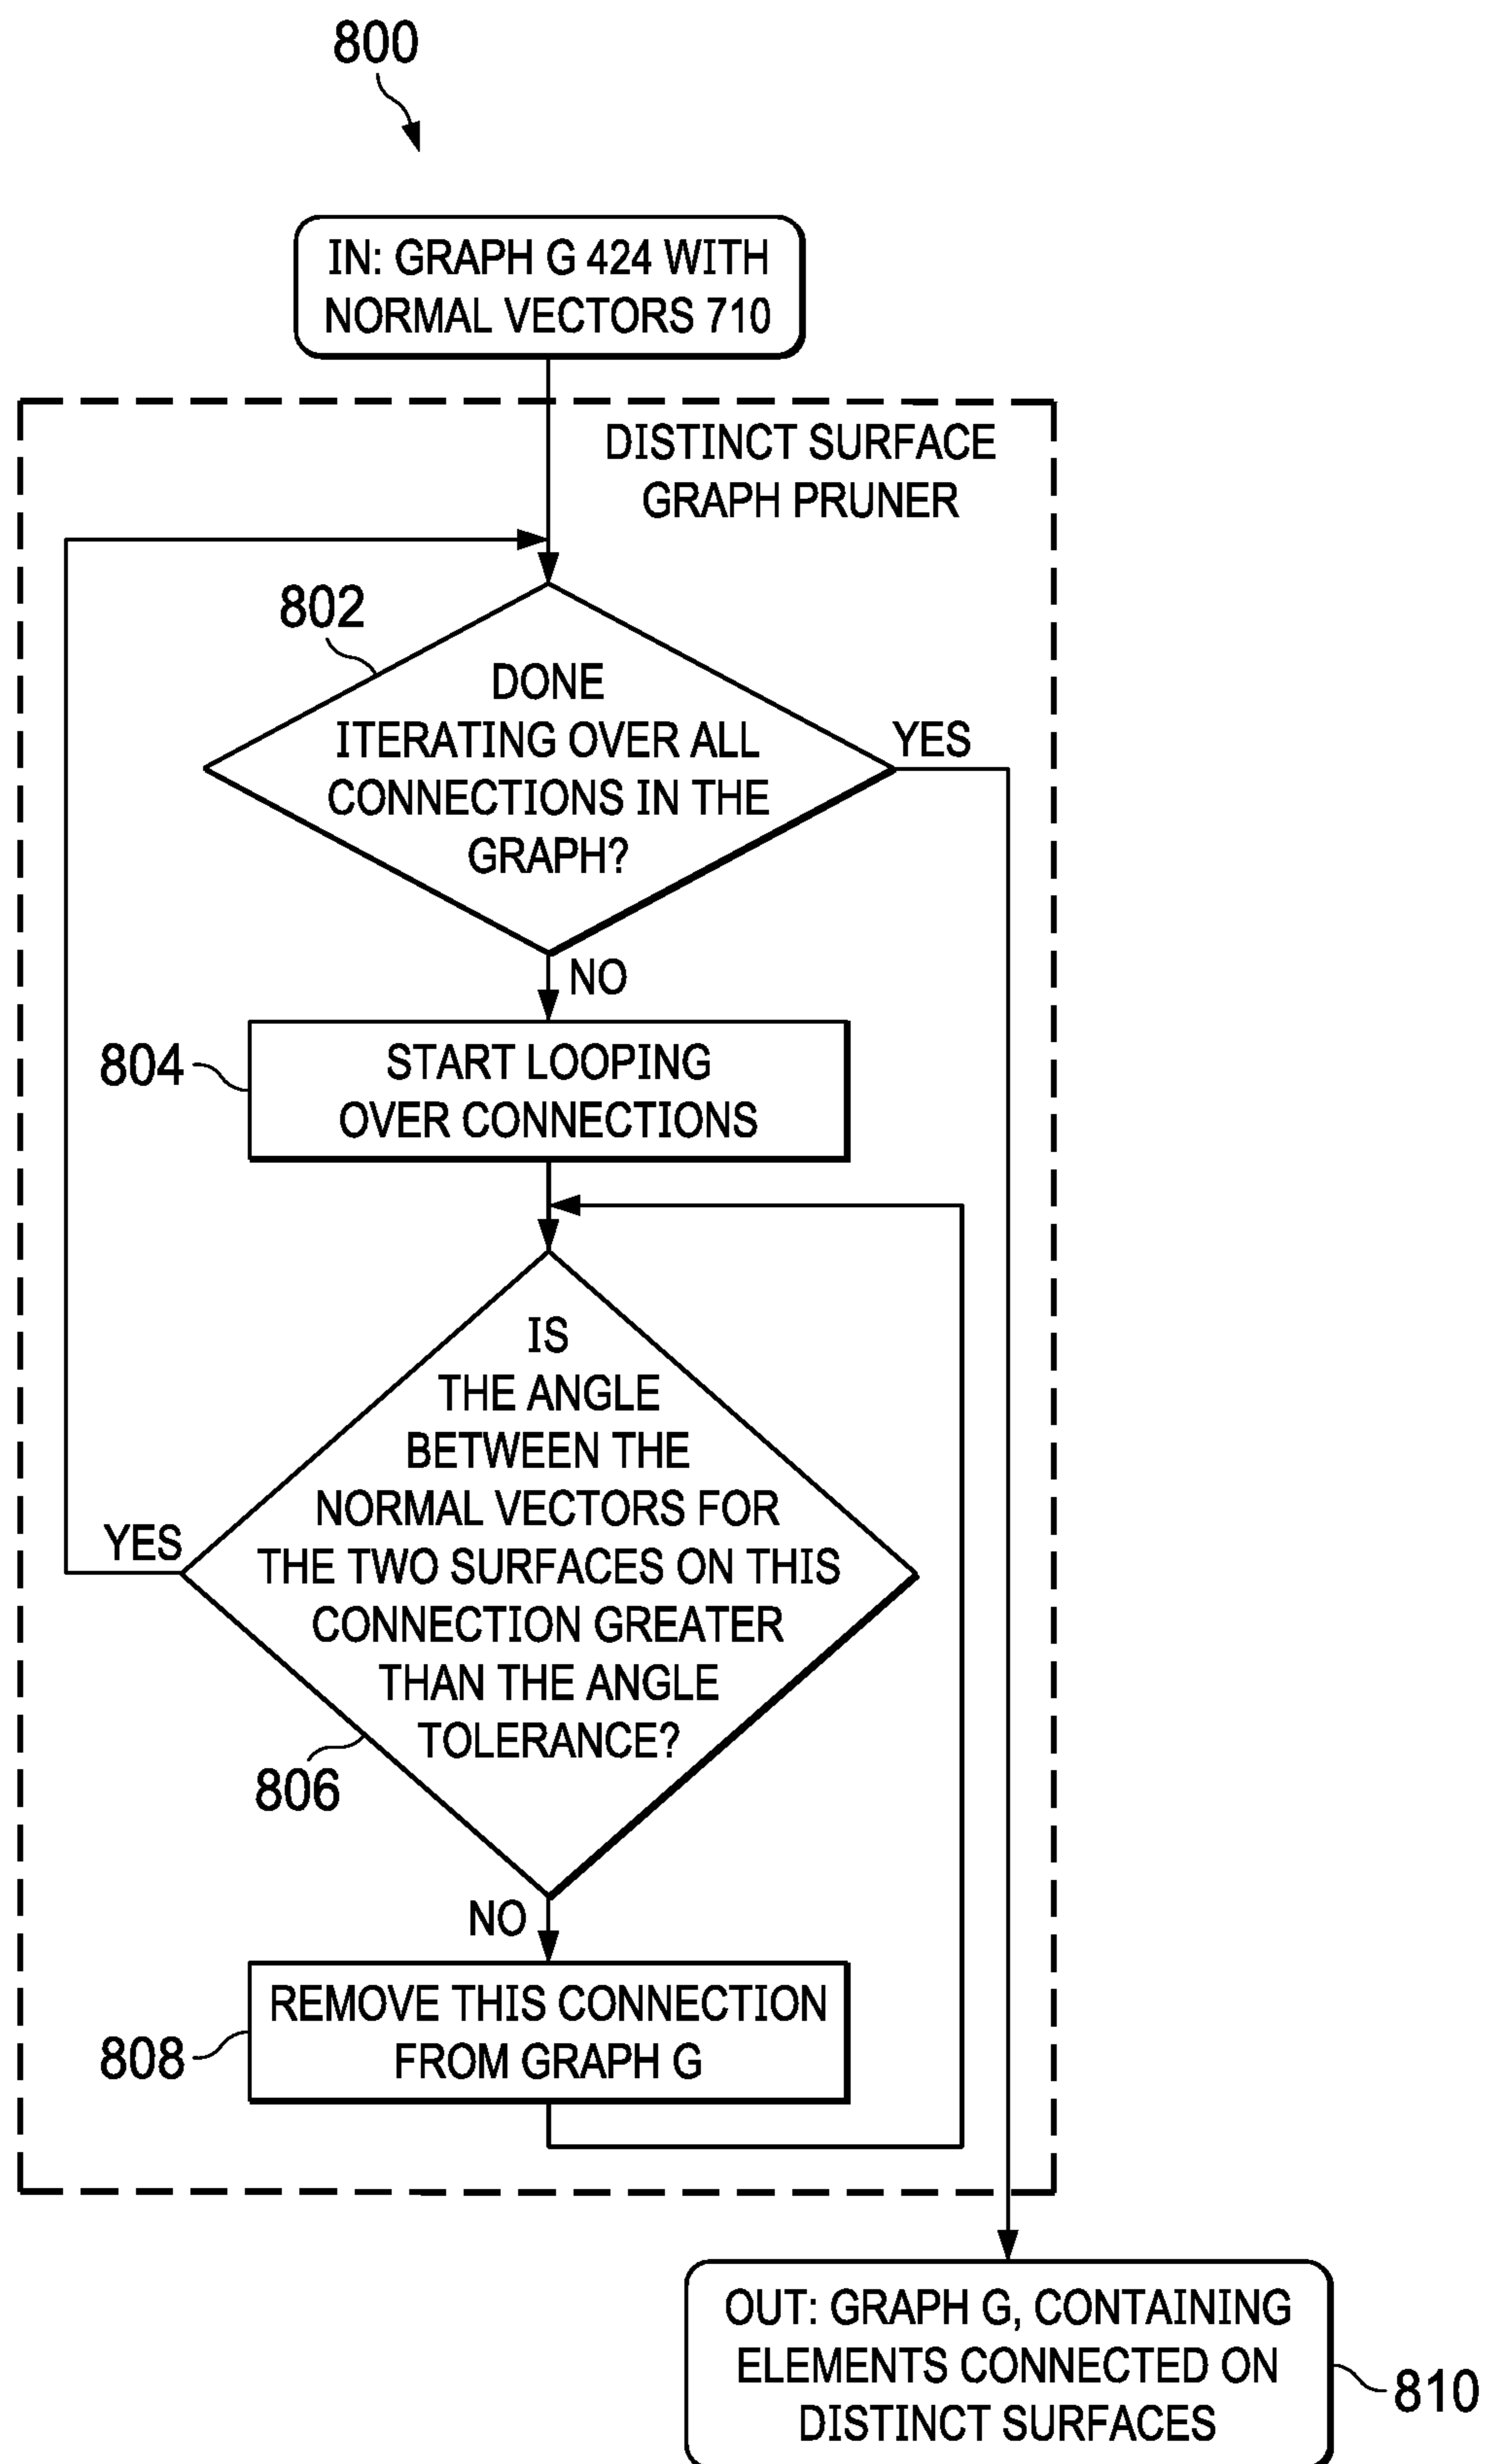 800
IN: GRAPH G 424 WITH
NORMAL VECTORS 710
DISTINCT SURFACE
GRAPH PRUNER
802
DONE
ITERATING OVER ALL
CONNECTIONS IN THE
GRAPH?
YES
NO
804
START LOOPING
OVER CONNECTIONS
IS
THE ANGLE
BETWEEN THE
NORMAL VECTORS FOR
THE TWO SURFACES ON THIS
CONNECTION GREATER
THAN THE ANGLE
TOLERANCE?
YES
806
NO
808
REMOVE THIS CONNECTION
FROM GRAPH G
OUT: GRAPH G, CONTAINING
ELEMENTS CONNECTED ON
DISTINCT SURFACES
810